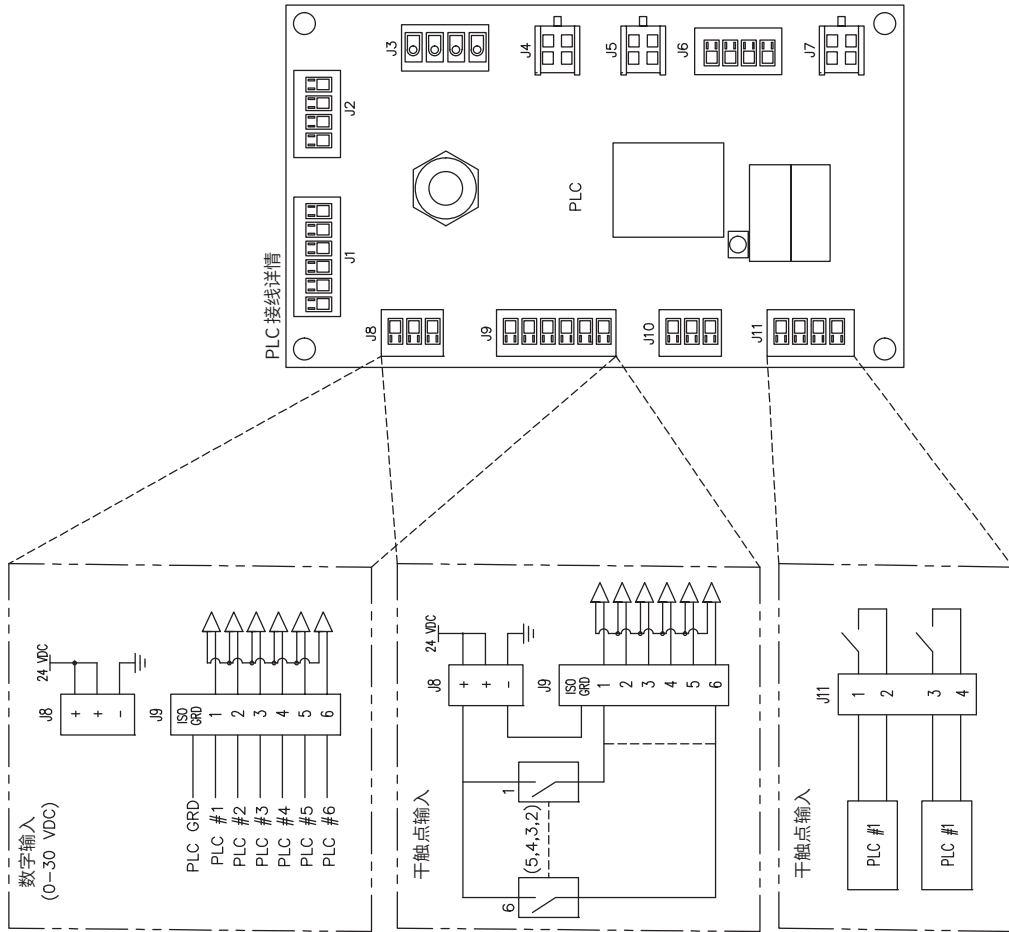 PLC 接线详情
J1
J2
J3
J4
J5
J6
J7
J8
J9
J10
J11
PLC
数字输入
(0-30 VDC)
24 VDC
J8
+
+
-
J9
ISO
GRD
1
2
3
4
5
6
PLC GRD
PLC #1
PLC #2
PLC #3
PLC #4
PLC #5
PLC #6
干触点输入
24 VDC
J8
+
+
-
J9
ISO
GRD
1
2
3
4
5
6
1
(5,4,3,2)
6
干触点输入
J11
1
2
3
4
PLC #1
PLC #1